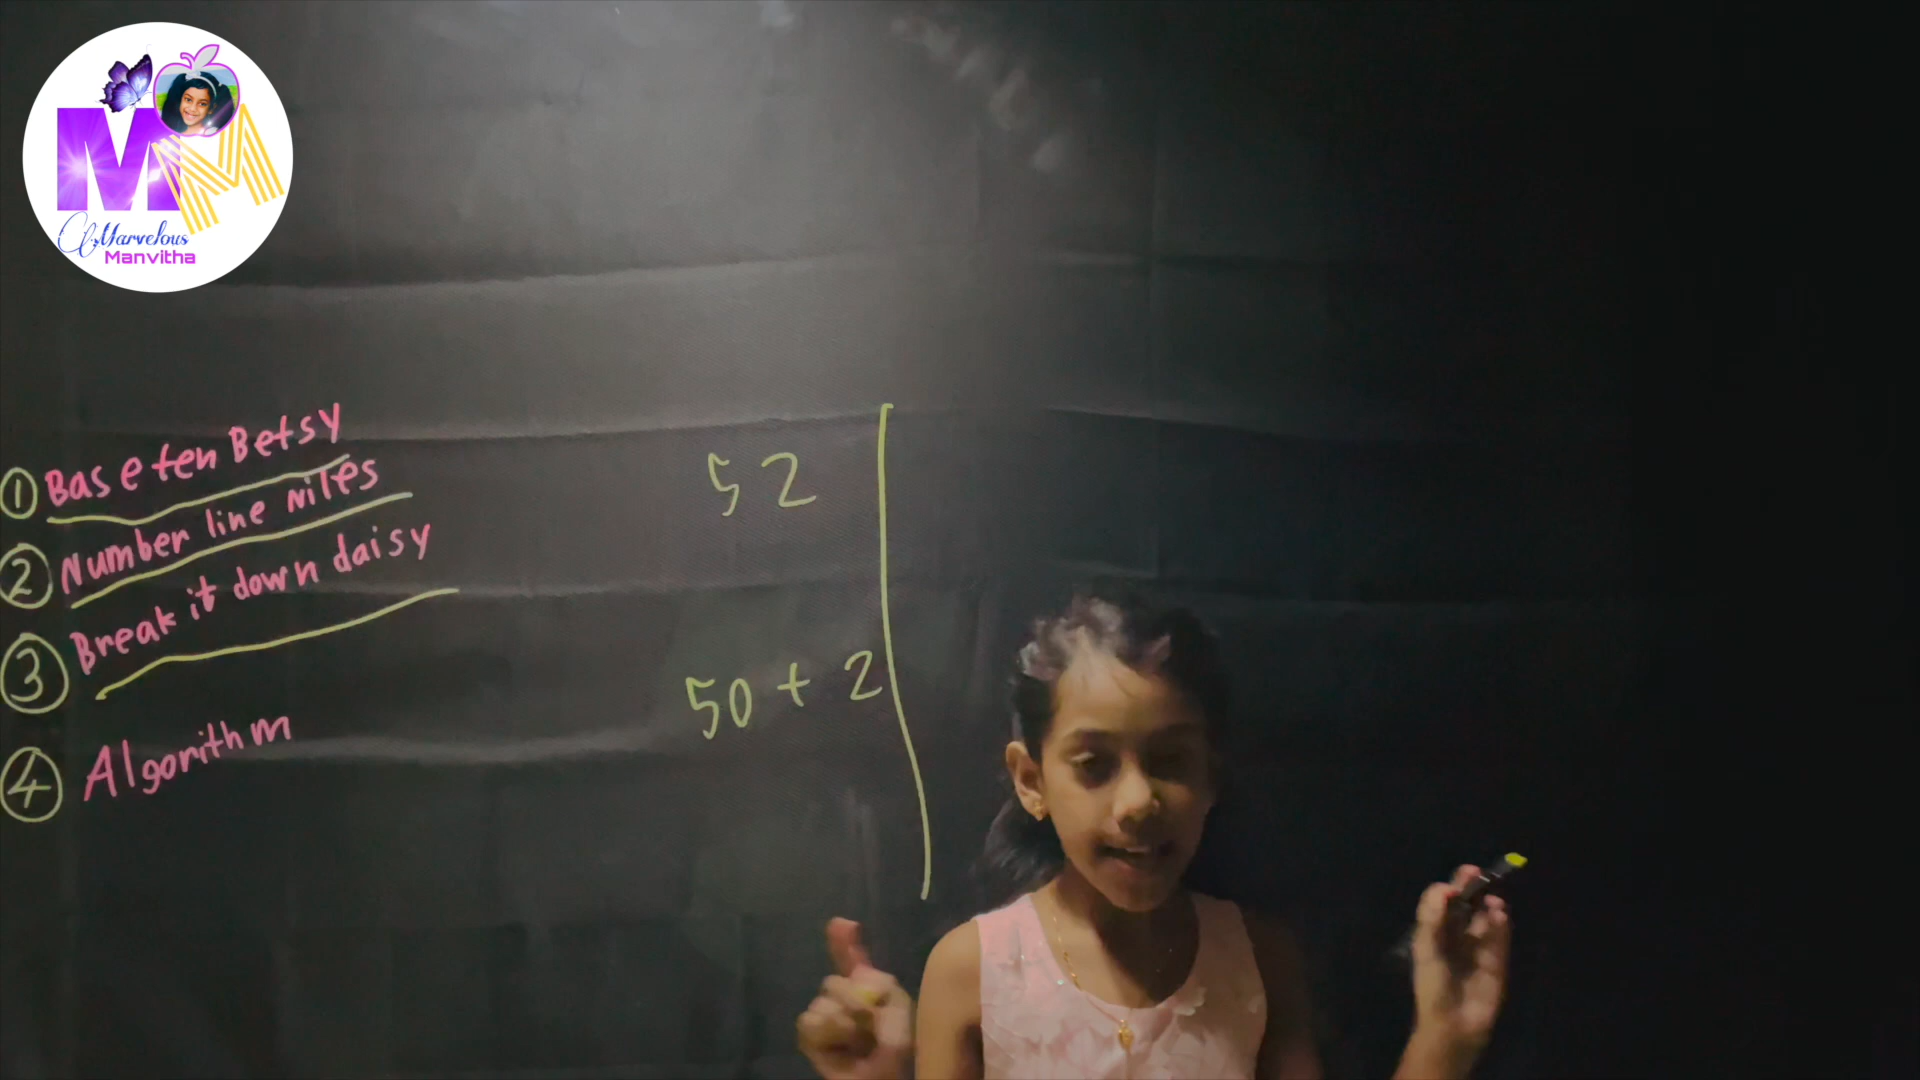 MM
Marvelous
Manvitha
① Base ten Betsy
② Number line Niles
③ Break it down daisy
④ Algorithm
52
50 + 2